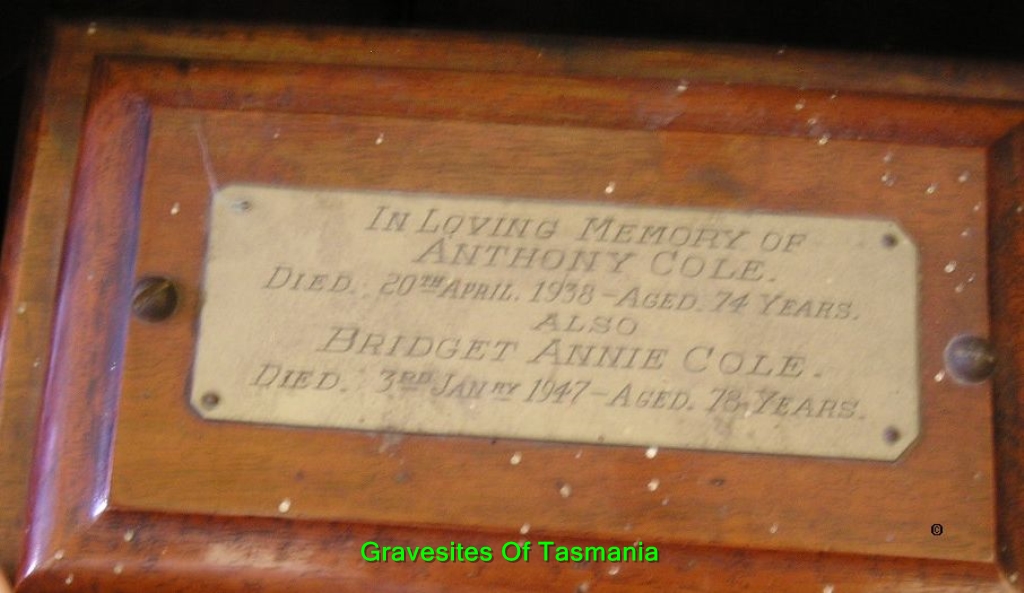 In Loving Memory of
Anthony Cole.
Died. 20th April. 1938 – Aged. 74 Years.
Also
Bridget Annie Cole.
Died. 3rd Janry 1947 – Aged. 78 Years.
©
Gravesites Of Tasmania